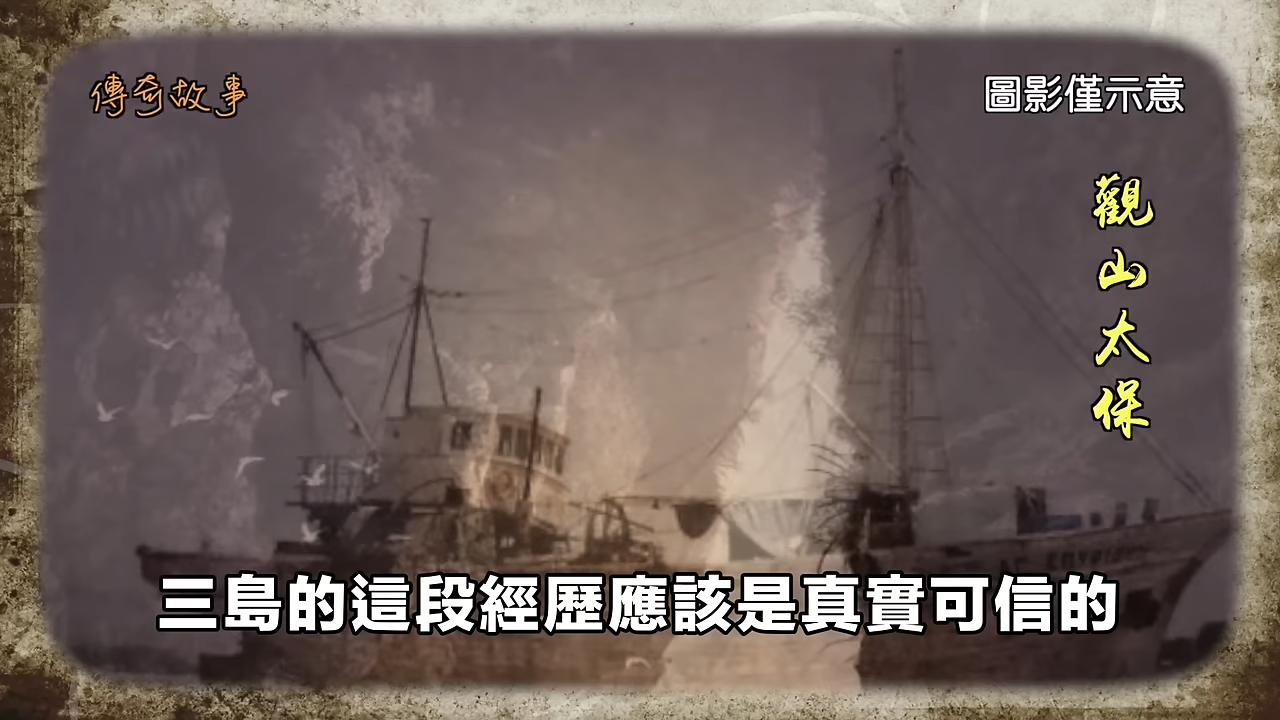 傳奇故事
圖影僅示意
觀山太保
三島的這段經歷應該是真實可信的